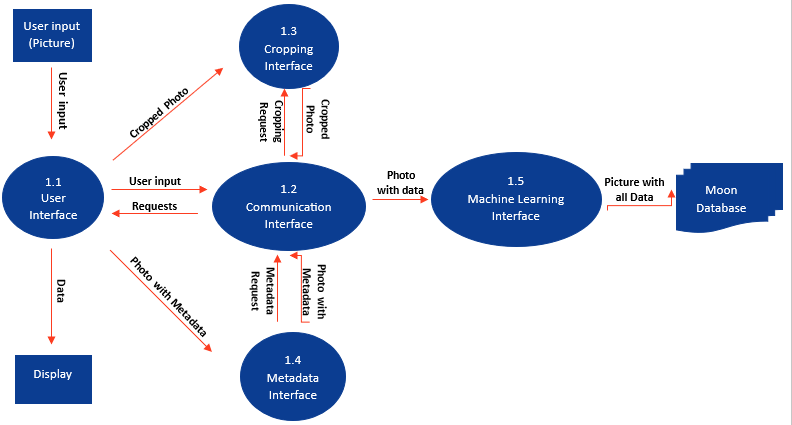 User input
(Picture)
User input
1.3
Cropping
Interface
Cropped Photo
Cropping
Request
Cropped
Photo
1.1
User
Interface
User input
Requests
1.2
Communication
Interface
Photo
with data
1.5
Machine Learning
Interface
Picture with
all Data
Moon
Database
Data
Photo with Metadata
Metadata
Request
Photo with
Metadata
Display
1.4
Metadata
Interface